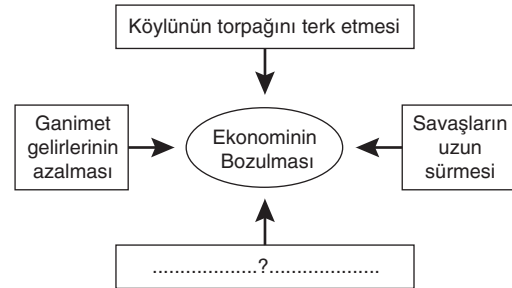 Köylünün torpağını terk etmesi
Ganimet
gelirlerinin
azalması
Ekonominin
Bozulması
Savaşların
uzun
sürmesi
...................?....................